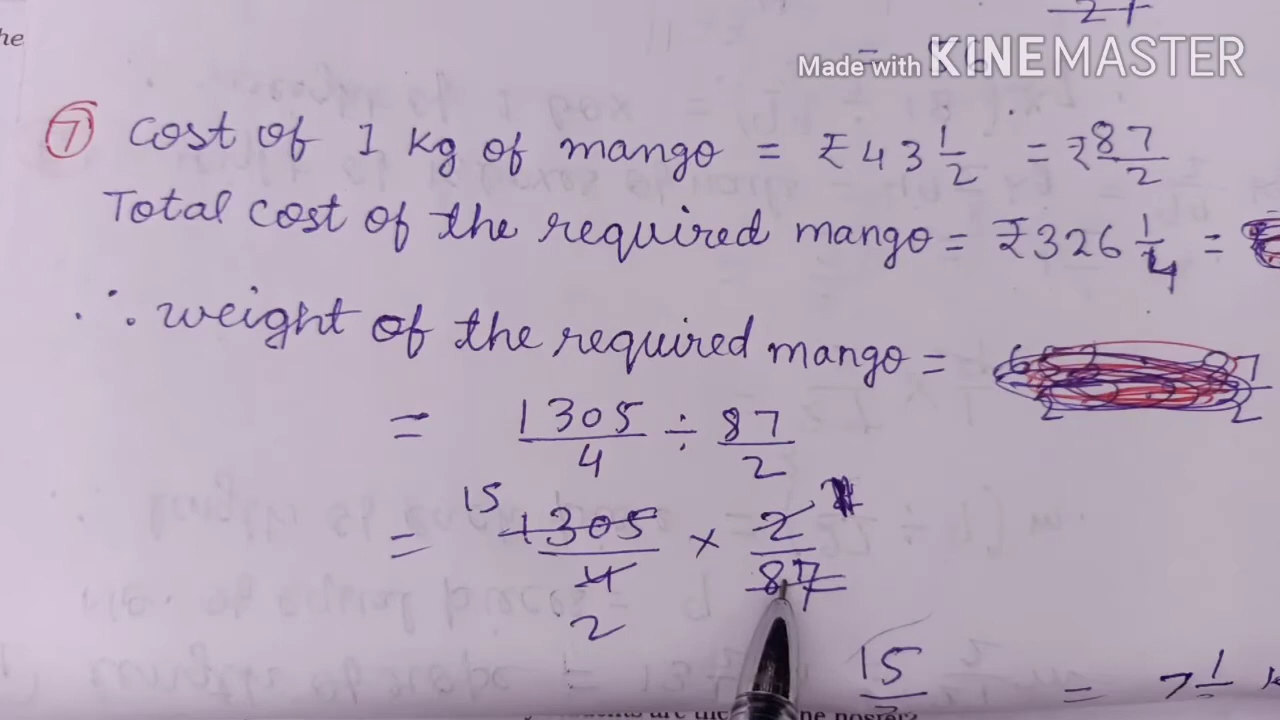 he
Made with KINEMASTER
⑦ Cost of 1 Kg of mango = ₹43 1/2 = ₹87/2
Total cost of the required mango = ₹326 1/4 =
∴ weight of the required mango =
= 1305/4 ÷ 87/2
15
= 1305/4 × 2/87
2
15 = 7 1